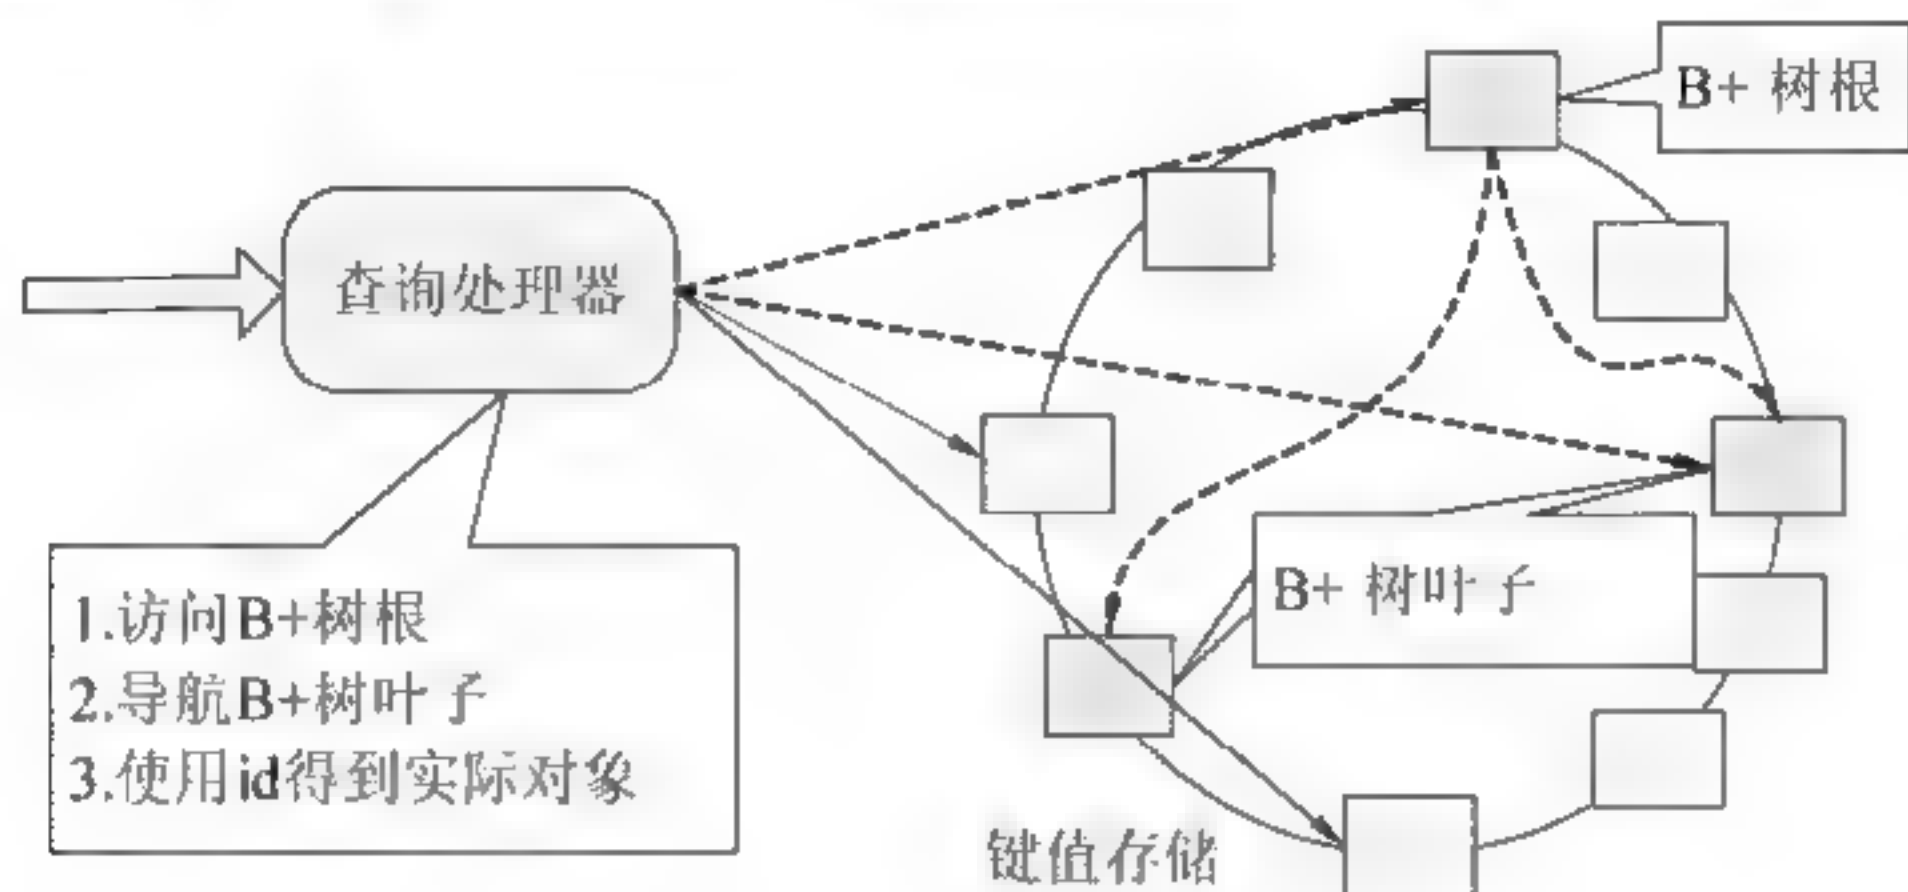 B+ 树根
查询处理器
B+ 树叶子
1.访问B+树根
2.导航B+树叶子
3.使用id得到实际对象
键值存储